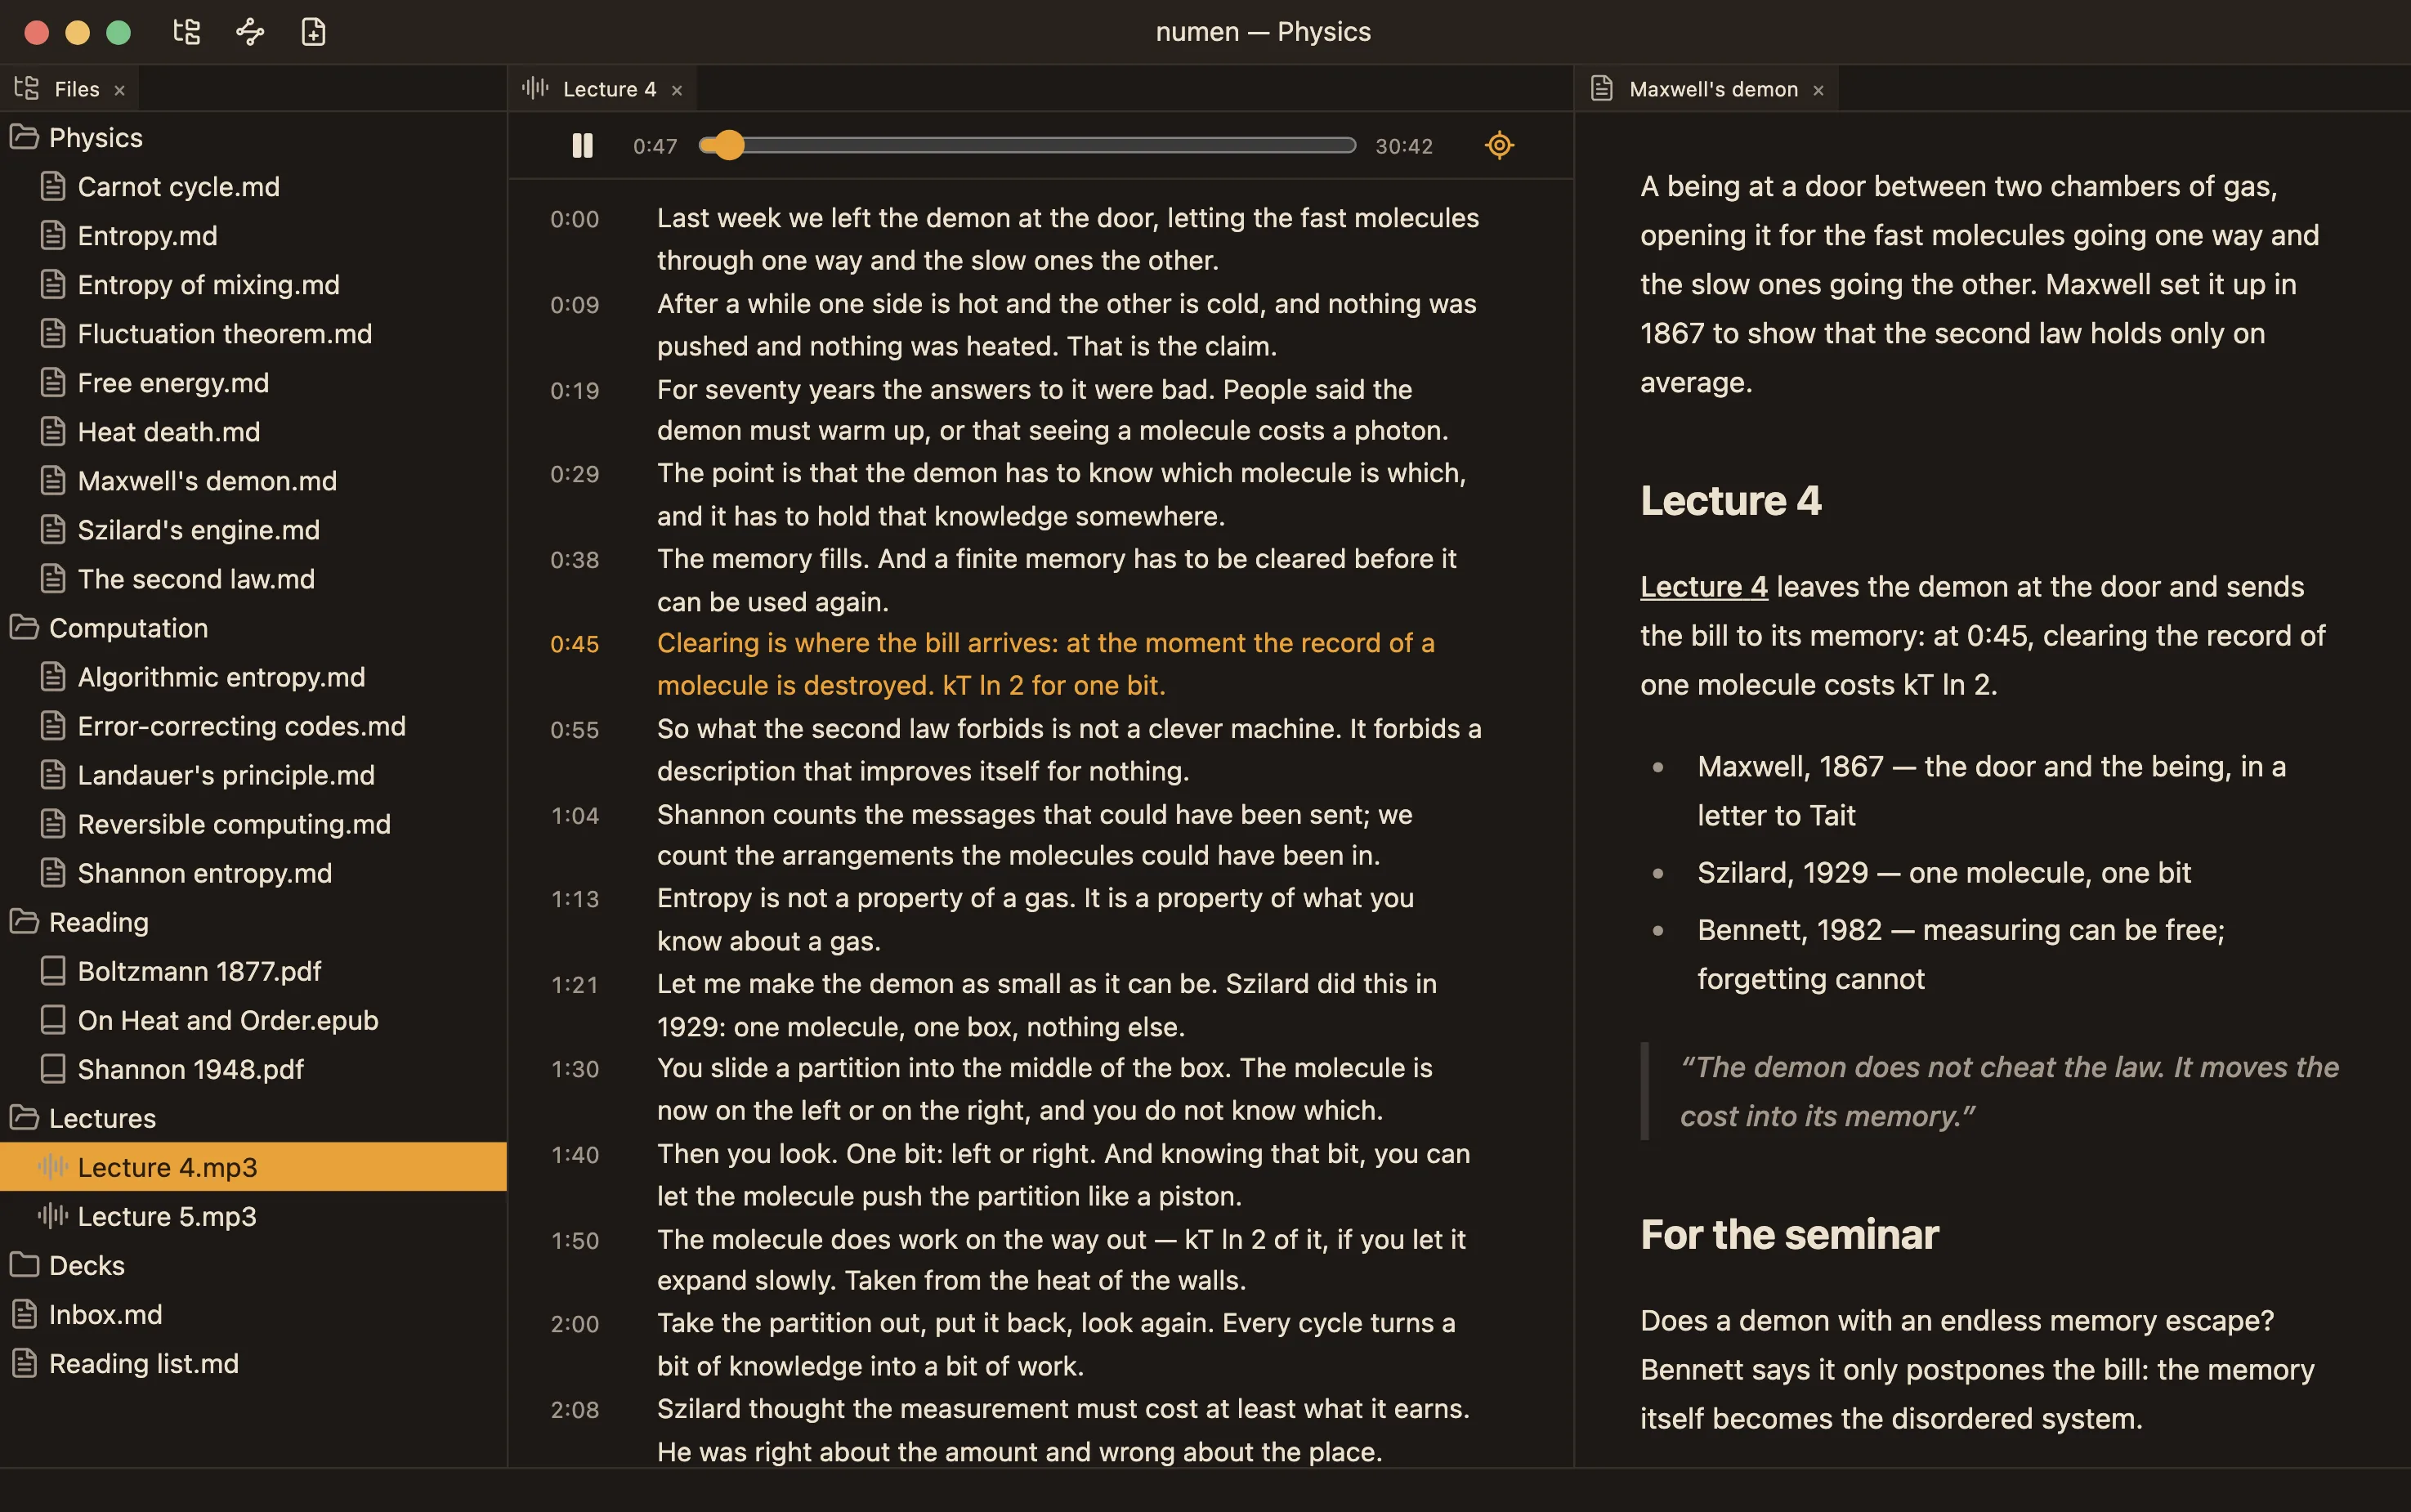 numen — Physics
Files ×
Physics
Carnot cycle.md
Entropy.md
Entropy of mixing.md
Fluctuation theorem.md
Free energy.md
Heat death.md
Maxwell's demon.md
Szilard's engine.md
The second law.md
Computation
Algorithmic entropy.md
Error-correcting codes.md
Landauer's principle.md
Reversible computing.md
Shannon entropy.md
Reading
Boltzmann 1877.pdf
On Heat and Order.epub
Shannon 1948.pdf
Lectures
Lecture 4.mp3
Lecture 5.mp3
Decks
Inbox.md
Reading list.md
Lecture 4 ×
0:47 30:42
0:00 Last week we left the demon at the door, letting the fast molecules
through one way and the slow ones the other.
0:09 After a while one side is hot and the other is cold, and nothing was
pushed and nothing was heated. That is the claim.
0:19 For seventy years the answers to it were bad. People said the
demon must warm up, or that seeing a molecule costs a photon.
0:29 The point is that the demon has to know which molecule is which,
and it has to hold that knowledge somewhere.
0:38 The memory fills. And a finite memory has to be cleared before it
can be used again.
0:45 Clearing is where the bill arrives: at the moment the record of a
molecule is destroyed. kT ln 2 for one bit.
0:55 So what the second law forbids is not a clever machine. It forbids a
description that improves itself for nothing.
1:04 Shannon counts the messages that could have been sent; we
count the arrangements the molecules could have been in.
1:13 Entropy is not a property of a gas. It is a property of what you
know about a gas.
1:21 Let me make the demon as small as it can be. Szilard did this in
1929: one molecule, one box, nothing else.
1:30 You slide a partition into the middle of the box. The molecule is
now on the left or on the right, and you do not know which.
1:40 Then you look. One bit: left or right. And knowing that bit, you can
let the molecule push the partition like a piston.
1:50 The molecule does work on the way out — kT ln 2 of it, if you let it
expand slowly. Taken from the heat of the walls.
2:00 Take the partition out, put it back, look again. Every cycle turns a
bit of knowledge into a bit of work.
2:08 Szilard thought the measurement must cost at least what it earns.
He was right about the amount and wrong about the place.
Maxwell's demon ×
A being at a door between two chambers of gas,
opening it for the fast molecules going one way and
the slow ones going the other. Maxwell set it up in
1867 to show that the second law holds only on
average.
Lecture 4
Lecture 4 leaves the demon at the door and sends
the bill to its memory: at 0:45, clearing the record of
one molecule costs kT ln 2.
• Maxwell, 1867 — the door and the being, in a
letter to Tait
• Szilard, 1929 — one molecule, one bit
• Bennett, 1982 — measuring can be free;
forgetting cannot
“The demon does not cheat the law. It moves the
cost into its memory.”
For the seminar
Does a demon with an endless memory escape?
Bennett says it only postpones the bill: the memory
itself becomes the disordered system.